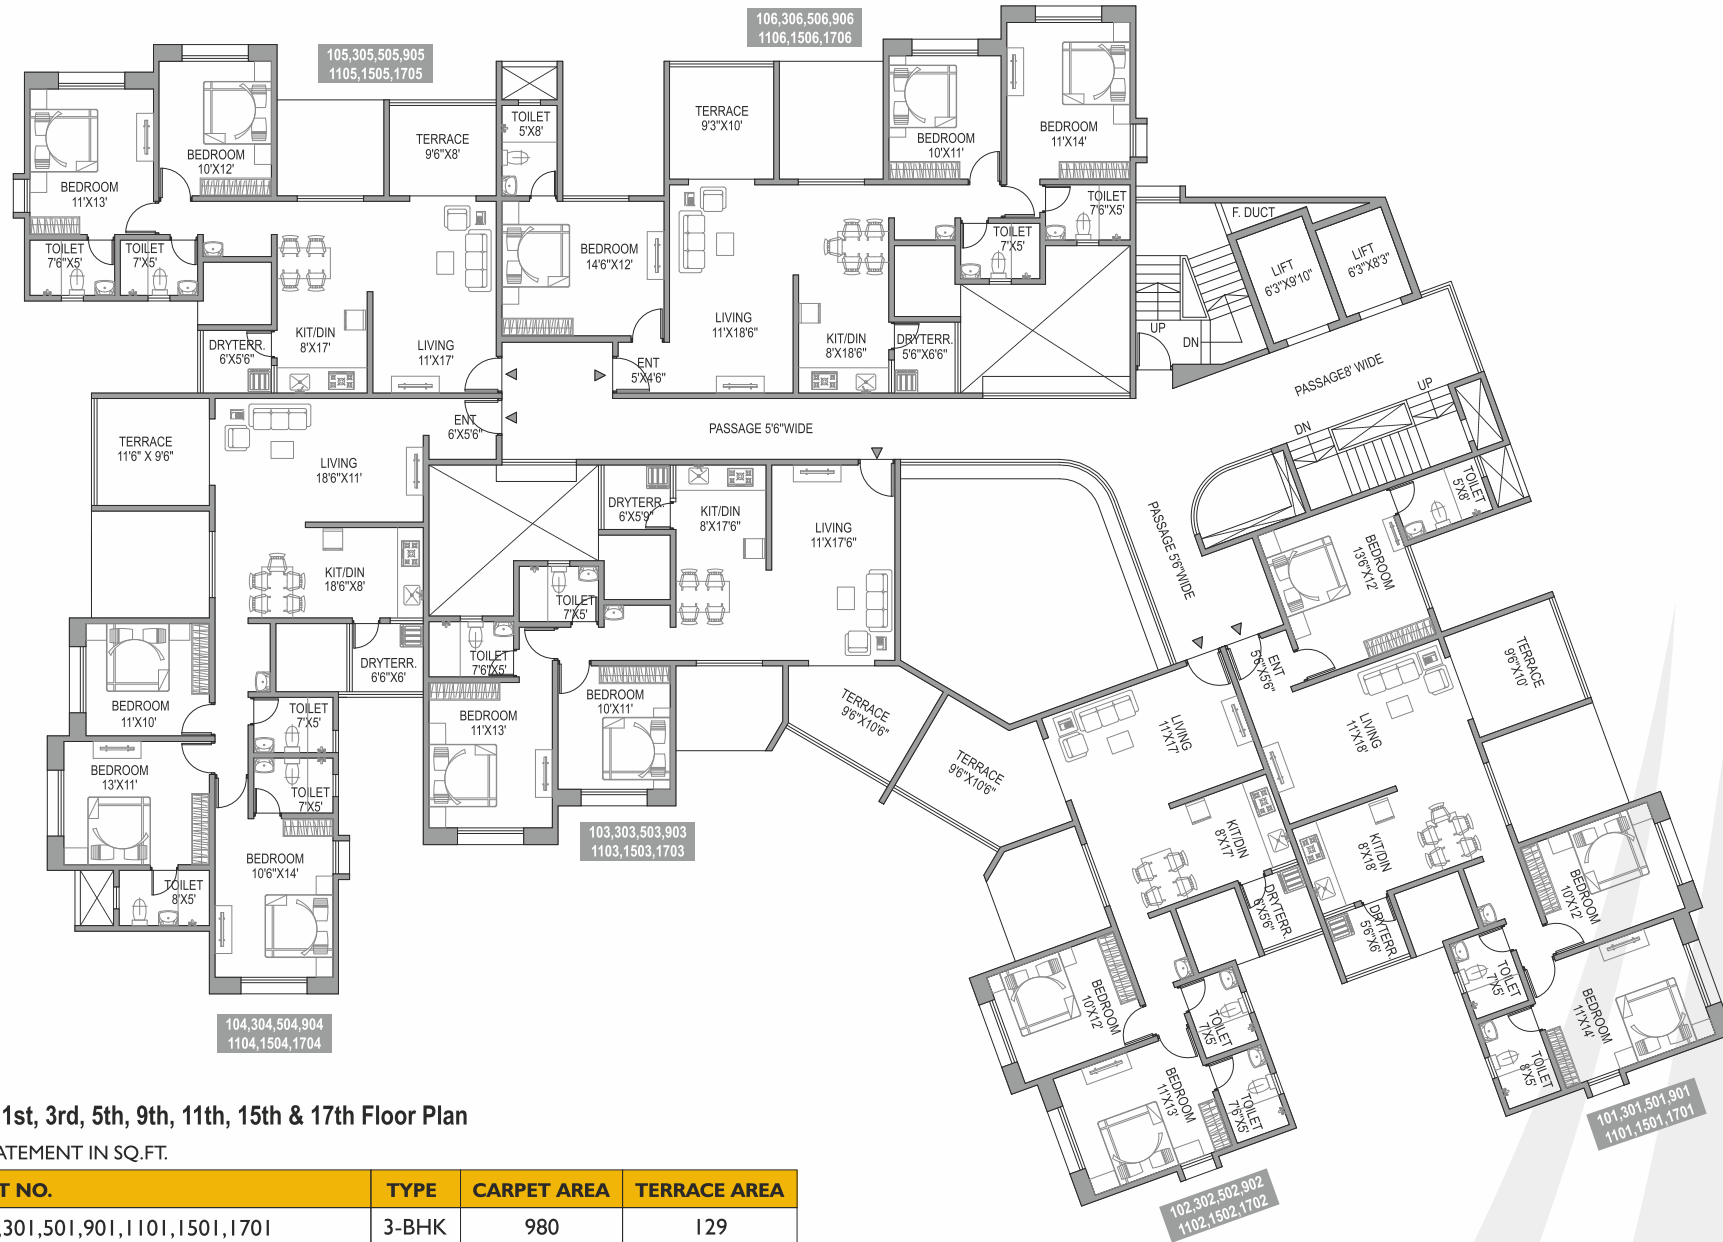 106,306,506,906
1106,1506,1706
105,305,505,905
1105,1505,1705
BEDROOM
11'X13'
BEDROOM
10'X12'
TERRACE
9'6"X8'
TOILET
5'X8'
TERRACE
9'3"X10'
BEDROOM
10'X11'
BEDROOM
11'X14'
TOILET
7'6"X5'
TOILET
7'X5'
BEDROOM
14'6"X12'
TOILET
7'X5'
TOILET
7'6"X5'
F. DUCT
LIFT
6'3"X9'10"
LIFT
6'3"X8'3"
KIT/DIN
8'X17'
LIVING
11'X17'
DRYTERR.
6'X5'6"
LIVING
11'X18'6"
KIT/DIN
8'X18'6"
DRYTERR.
5'6"X6'6"
ENT
5'X4'6"
UP
DN
PASSAGE8' WIDE
ENT
6'X5'6"
PASSAGE 5'6"WIDE
UP
DN
TERRACE
11'6" X 9'6"
LIVING
18'6"X11'
KIT/DIN
18'6"X8'
DRYTERR.
6'X5'9"
KIT/DIN
8'X17'6"
LIVING
11'X17'6"
PASSAGE 5'6"WIDE
TOILET
5'X8'
BEDROOM
13'6"X12'
TOILET
7'X5'
TOILET
7'6"X5'
DRYTERR.
6'6"X6'
BEDROOM
11'X10'
TOILET
7'X5'
BEDROOM
13'X11'
TOILET
7'X5'
BEDROOM
11'X13'
BEDROOM
10'X11'
TERRACE
9'6"X10'6"
TERRACE
9'6"X10'6"
ENT
5'6"X5'6"
TERRACE
9'6"X10'
LIVING
11'X17'
LIVING
11'X18'
103,303,503,903
1103,1503,1703
BEDROOM
10'6"X14'
TOILET
8'X5'
KIT/DIN
8'X17'
KIT/DIN
8'X18'
DRYTERR.
6'X5'6"
DRYTERR.
5'6"X6'
BEDROOM
10'X12'
BEDROOM
10'X12'
TOILET
7'X5'
TOILET
7'X5'
BEDROOM
11'X14'
TOILET
8'X5'
BEDROOM
11'X13'
TOILET
7'6"X5'
104,304,504,904
1104,1504,1704
101,301,501,901
1101,1501,1701
102,302,502,902
1102,1502,1702
1st, 3rd, 5th, 9th, 11th, 15th & 17th Floor Plan
ATEMENT IN SQ.FT.
T NO. TYPE CARPET AREA TERRACE AREA
,301,501,901,1101,1501,1701 3-BHK 980 129